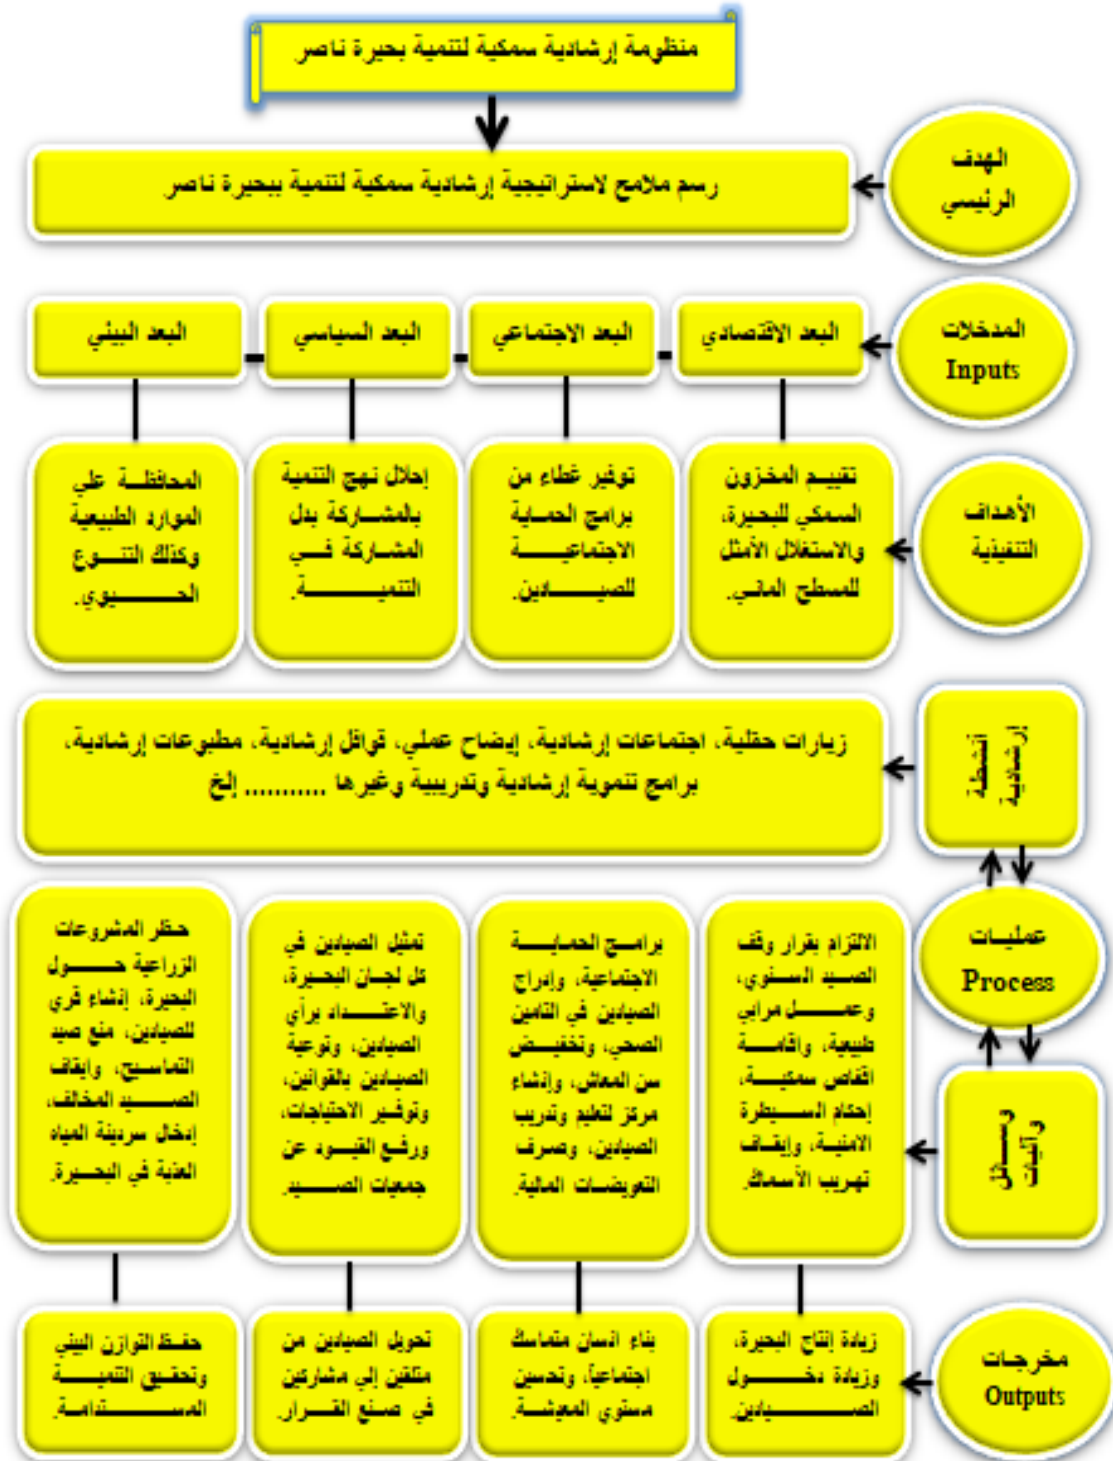 منظومة إرشادية سمكية لتنمية بحيرة ناصر
الهدف
الرئيسي
رسم ملامح لاستراتيجية إرشادية سمكية لتنمية ببحيرة ناصر
المدخلات
Inputs
البعد الاقتصادي
البعد الاجتماعي
البعد السياسي
البعد البيئي
الأهداف
التنفيذية
تقييم المخزون
السمكي للبحيرة،
والاستغلال الأمثل
للمسطح المائي.
توفير غطاء من
برامج الحماية
الاجتماعية
للصيادين.
إحلال نهج التنمية
بالمشاركة بدل
المشاركة في
التنمية.
المحافظة علي
الموارد الطبيعية
وكذلك التنوع
الحيوي.
أنشطة
إرشادية
زيارات حقلية، اجتماعات إرشادية، إيضاح عملي، قوافل إرشادية، مطبوعات إرشادية،
برامج تنموية إرشادية وتدريبية وغيرها ........... إلخ
عمليات
Process
وسائل
وآليات
الالتزام بقرار وقف
الصيد السنوي،
وعمل مرابي
طبيعية، واقامة
اقفاص سمكية،
إحكام السيطرة
الامنية، وإيقاف
تهريب الأسماك.
برامج الحماية
الاجتماعية، وإدراج
الصيادين في التامين
الصحي، وتخفيض
سن المعاش، وإنشاء
مركز لتعليم وتدريب
الصيادين، وصرف
التعويضات المالية.
تمثيل الصيادين في
كل لجان البحيرة،
والاعتداد برأي
الصيادين، وتوعية
الصيادين بالقوانين،
وتوفير الاحتياجات،
ورفع القيود عن
جمعيات الصيد.
حظر المشروعات
الزراعية حول
البحيرة، إنشاء قري
للصيادين، منع صيد
التماسيح، وايقاف
الصيد المخالف،
إدخال سردينة المياه
العذبة في البحيرة.
مخرجات
Outputs
زيادة إنتاج البحيرة،
وزيادة دخول
الصيادين.
بناء انسان متماسك
اجتماعياً، وتحسين
مستوي المعيشة.
تحويل الصيادين من
متلقين إلي مشاركين
في صنع القرار.
حفظ التوازن البيئي
وتحقيق التنمية
المستدامة.